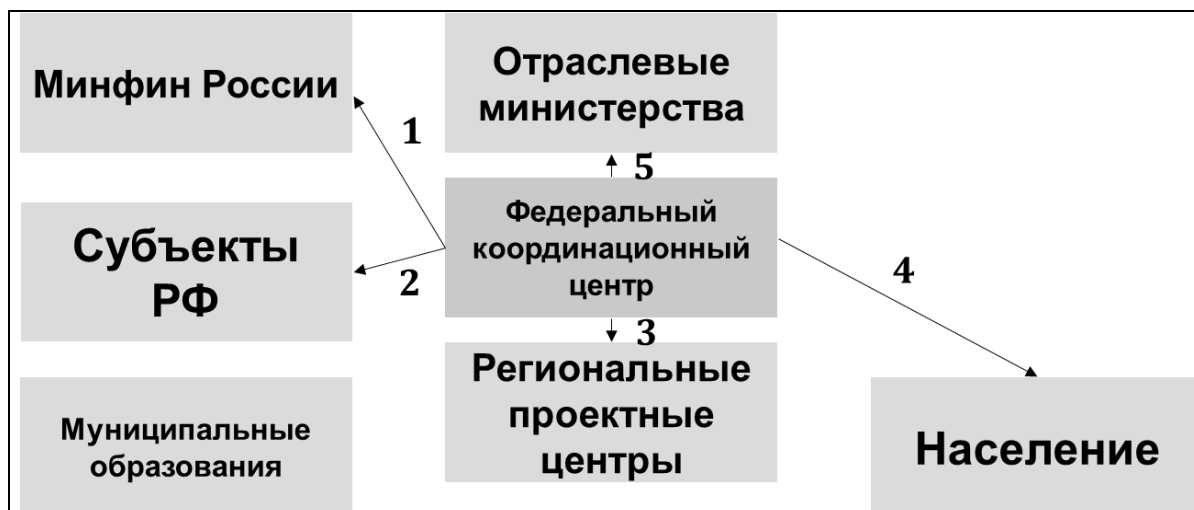 Минфин России
Отраслевые
министерства
1
5
Субъекты
РФ
2
Федеральный
координационный
центр
4
3
Муниципальные
образования
Региональные
проектные
центры
Население